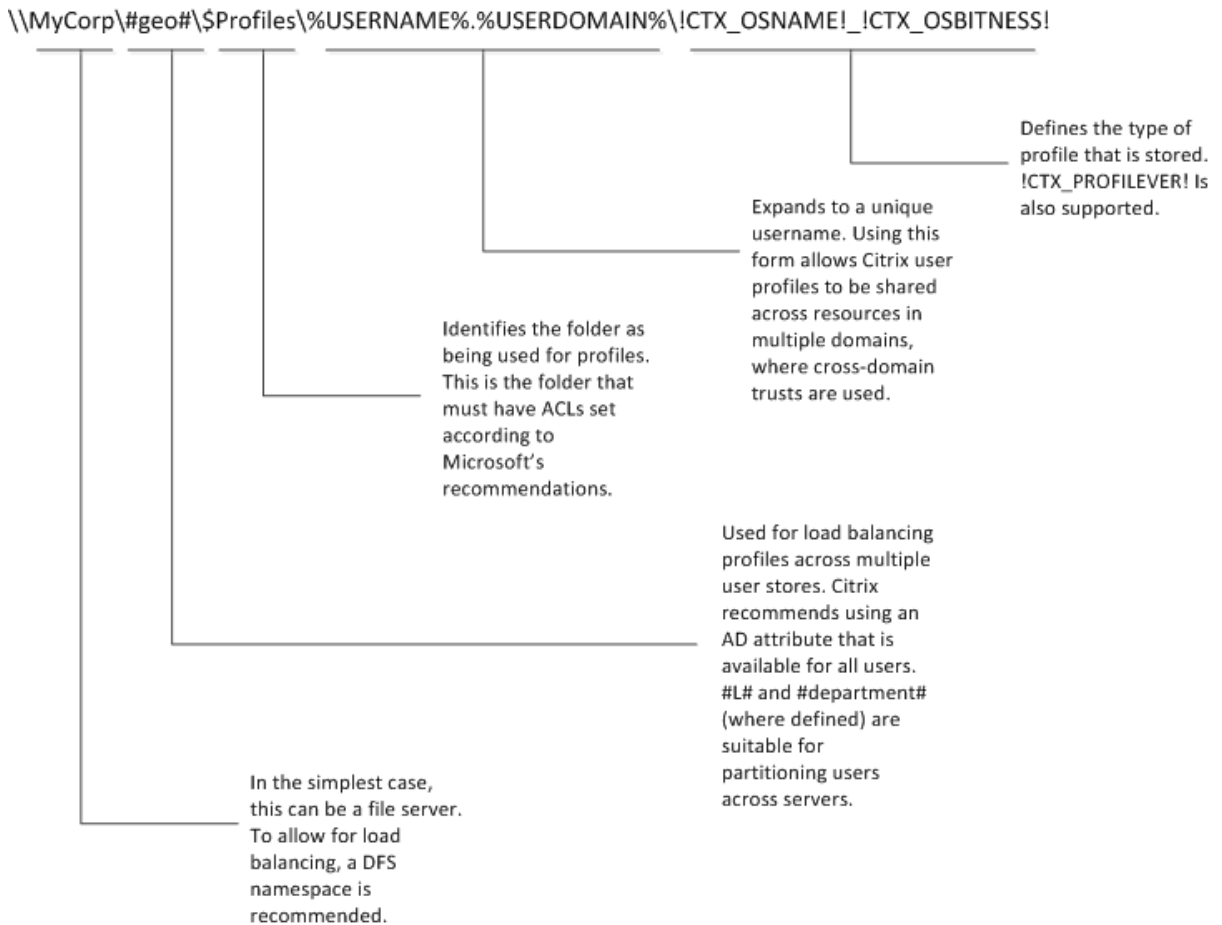 \\MyCorp\#geo#\$Profiles\%USERNAME%.%USERDOMAIN%\!CTX_OSNAME!_!CTX_OSBITNESS!
Defines the type of
profile that is stored.
!CTX_PROFILEVER! Is
also supported.
Expands to a unique
username. Using this
form allows Citrix user
profiles to be shared
across resources in
multiple domains,
where cross-domain
trusts are used.
Identifies the folder as
being used for profiles.
This is the folder that
must have ACLs set
according to
Microsoft’s
recommendations.
Used for load balancing
profiles across multiple
user stores. Citrix
recommends using an
AD attribute that is
available for all users.
#L# and #department#
(where defined) are
suitable for
partitioning users
across servers.
In the simplest case,
this can be a file server.
To allow for load
balancing, a DFS
namespace is
recommended.